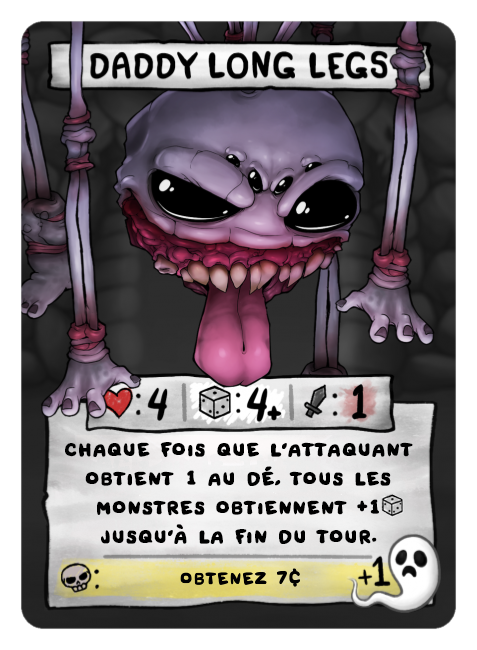 DADDY LONG LEGS
:4 :4+ :1
CHAQUE FOIS QUE L'ATTAQUANT
OBTIENT 1 AU DÉ, TOUS LES
MONSTRES OBTIENNENT +1
JUSQU'À LA FIN DU TOUR.
: OBTENEZ 7¢ +1